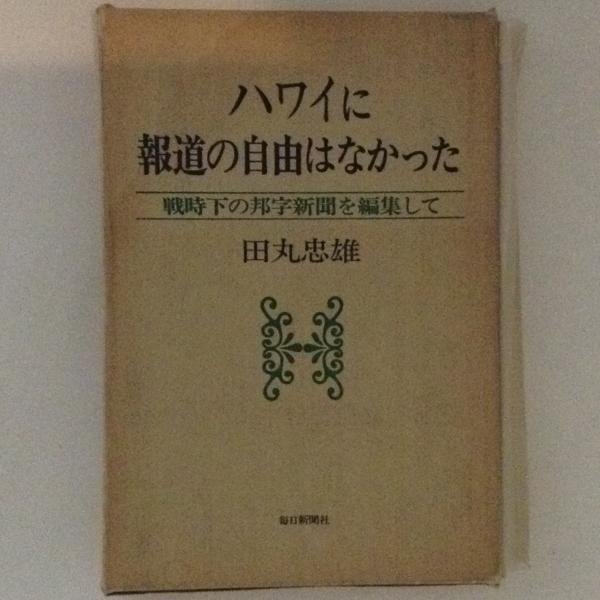 ハワイに
報道の自由はなかった
戦時下の邦字新聞を編集して
田丸忠雄
毎日新聞社